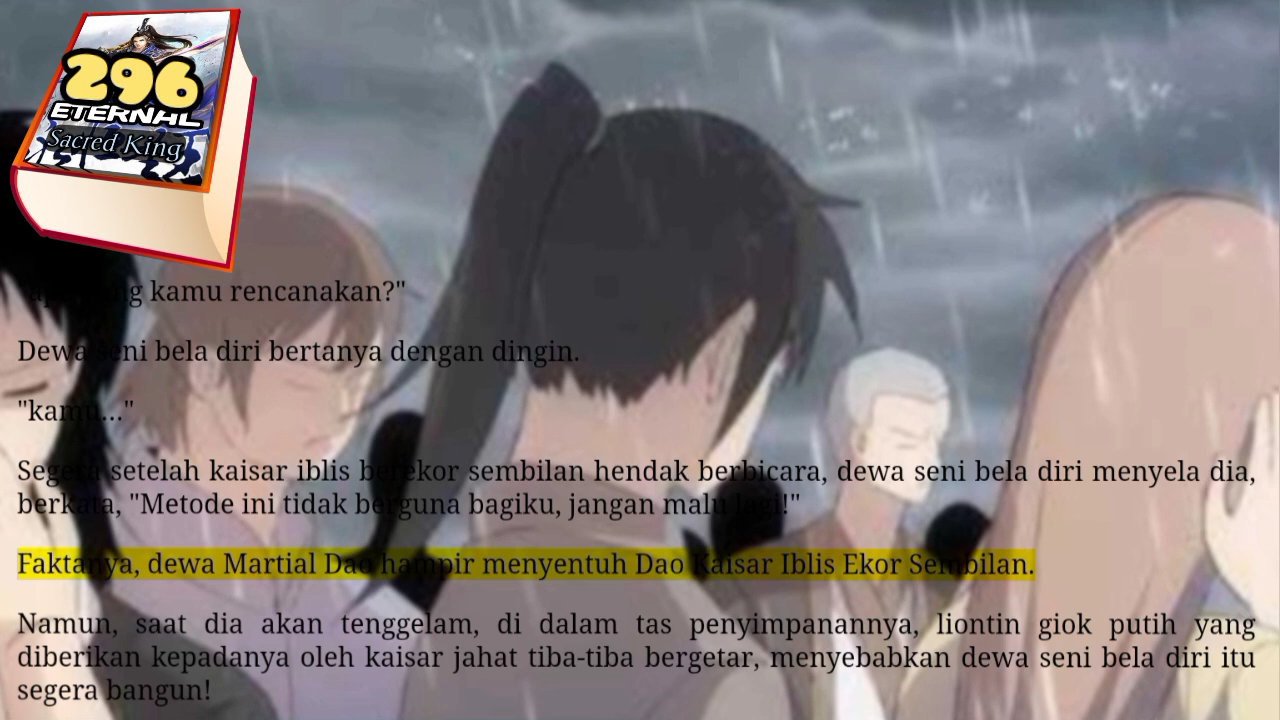 296
ETERNAL
Sacred King
kamu rencanakan?"
Dewa seni bela diri bertanya dengan dingin.
"kamu..."
Segera setelah kaisar iblis berekor sembilan hendak berbicara, dewa seni bela diri menyela dia,
berkata, "Metode ini tidak berguna bagiku, jangan malu lagi!"
Faktanya, dewa Martial Dao hampir menyentuh Dao Kaisar Iblis Ekor Sembilan.
Namun, saat dia akan tenggelam, di dalam tas penyimpanannya, liontin giok putih yang
diberikan kepadanya oleh kaisar jahat tiba-tiba bergetar, menyebabkan dewa seni bela diri itu
segera bangun!